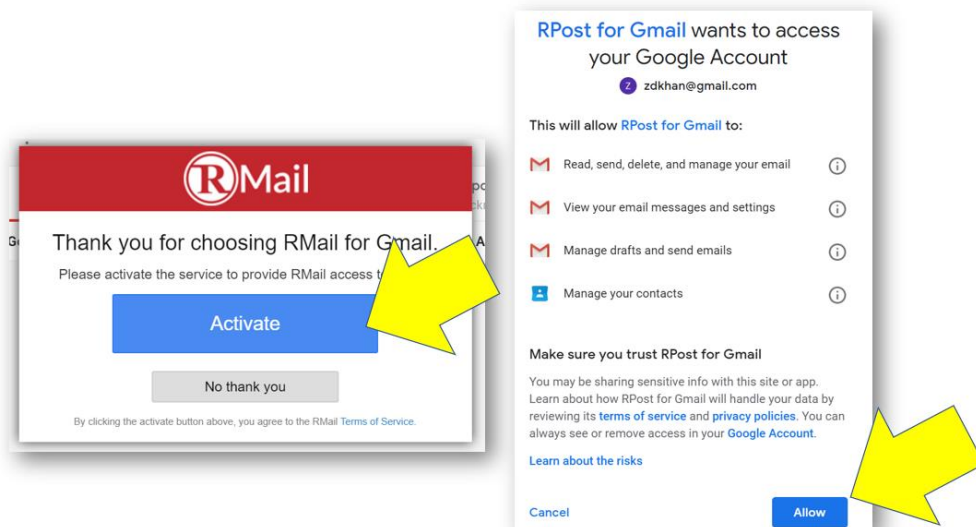 RMail
Thank you for choosing RMail for Gmail.
Please activate the service to provide RMail access
Activate
No thank you
By clicking the activate button above, you agree to the RMail Terms of Service.
RPost for Gmail wants to access
your Google Account
Z zdkhan@gmail.com
This will allow RPost for Gmail to:
Read, send, delete, and manage your email
View your email messages and settings
Manage drafts and send emails
Manage your contacts
Make sure you trust RPost for Gmail
You may be sharing sensitive info with this site or app.
Learn about how RPost for Gmail will handle your data by
reviewing its terms of service and privacy policies. You can
always see or remove access in your Google Account.
Learn about the risks
Cancel
Allow